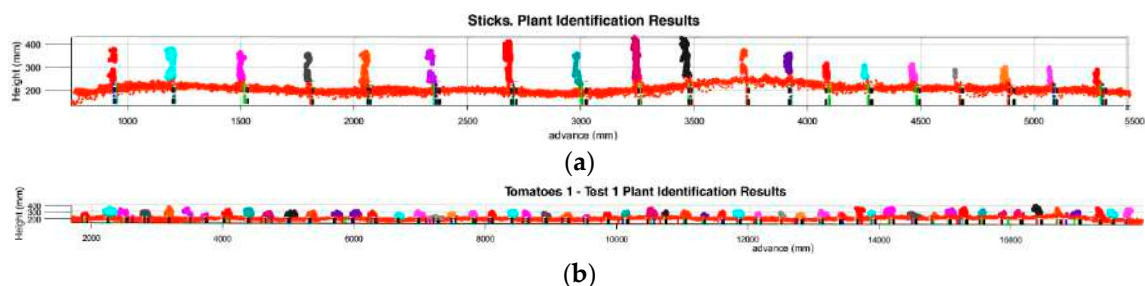 Sticks. Plant Identification Results
Height (mm)
400
300
200
1000 1500 2000 2500 3000 3500 4000 4500 5000 5500
advance (mm)
(a)
Tomatoes 1 - Test 1 Plant Identification Results
Height (mm)
400
300
200
2000 4000 6000 8000 10000 12000 14000 16000
advance (mm)
(b)